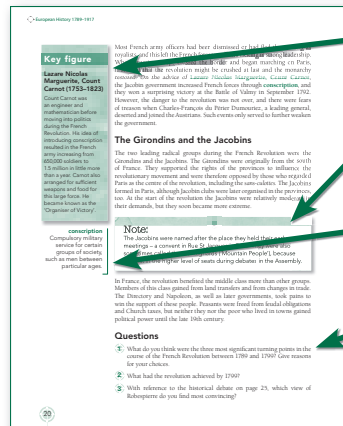 European History 1789–1917
Key figure
Lazare Nicolas
Marguerite, Count
Carnot (1753–1823)
Count Carnot was
an engineer and
mathematician before
moving into politics
during the French
Revolution. His idea of
introducing conscription
resulted in the French
army increasing from
650,000 soldiers to
1.5 million in little more
than a year. Carnot also
arranged for sufficient
weapons and food for
this large force. He
became known as the
'Organiser of Victory'.
conscription
Compulsory military
service for certain
groups of society,
such as men between
particular ages.
Most French army officers had been dismissed or had fled
royalists and this left the French
the border and began marching on Paris,
that the revolution might be crushed at last and the monarchy
restored. On the advice of Lazare Nicolas Marguerite, Count Carnot,
the Jacobin government increased French forces through conscription, and
they won a surprising victory at the Battle of Valmy in September 1792.
However, the danger to the revolution was not over, and there were fears
of treason when Charles-François du Perier Dumouriez, a leading general,
deserted and joined the Austrians. Such events only served to further weaken
the government.
The Girondins and the Jacobins
The two leading radical groups during the French Revolution were the
Girondins and the Jacobins. The Girondins were originally from the south
of France. They supported the rights of the provinces to influence the
revolutionary movement and were therefore opposed by those who regarded
Paris as the centre of the revolution, including the sans-culottes. The Jacobins
formed in Paris, although Jacobin clubs were later organised in the provinces,
too. At the start of the revolution the Jacobins were relatively moderate in
their demands, but they soon became more extreme.
Note:
The Jacobins were named after the place they held their
meetings – a convent in Rue St
('Mountain People'), because
higher level of seats during debates in the Assembly.
In France, the revolution benefited the middle class more than other groups.
Members of this class gained from land transfers and from changes in trade.
The Directory and Napoleon, as well as later governments, took pains to
win the support of these people. Peasants were freed from feudal obligations
and Church taxes, but neither they nor the poor who lived in towns gained
political power until the late 19th century.
Questions
1 What do you think were the three most significant turning points in the
course of the French Revolution between 1789 and 1799? Give reasons
for your choices.
2 What had the revolution achieved by 1799?
3 With reference to the historical debate on page 25, which view of
Robespierre do you find most convincing?
20